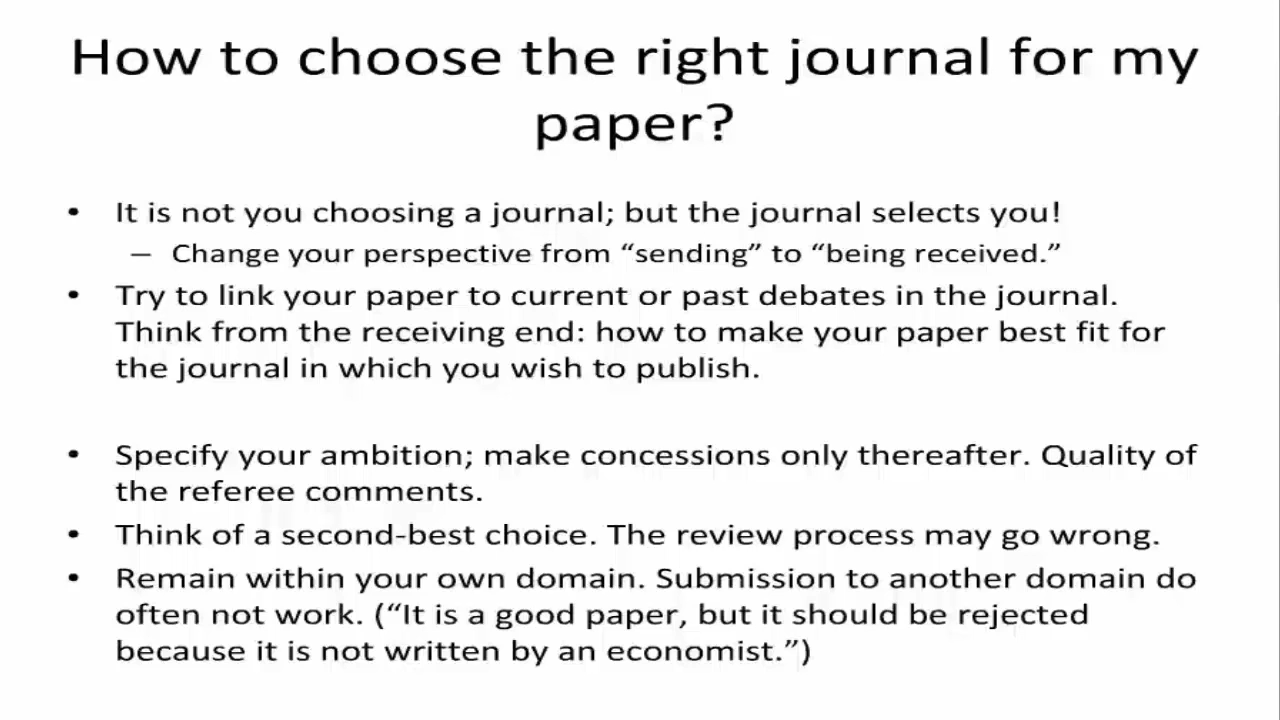 How to choose the right journal for my
paper?
• It is not you choosing a journal; but the journal selects you!
– Change your perspective from “sending” to “being received.”
• Try to link your paper to current or past debates in the journal.
Think from the receiving end: how to make your paper best fit for
the journal in which you wish to publish.
• Specify your ambition; make concessions only thereafter. Quality of
the referee comments.
• Think of a second-best choice. The review process may go wrong.
• Remain within your own domain. Submission to another domain do
often not work. (“It is a good paper, but it should be rejected
because it is not written by an economist.”)